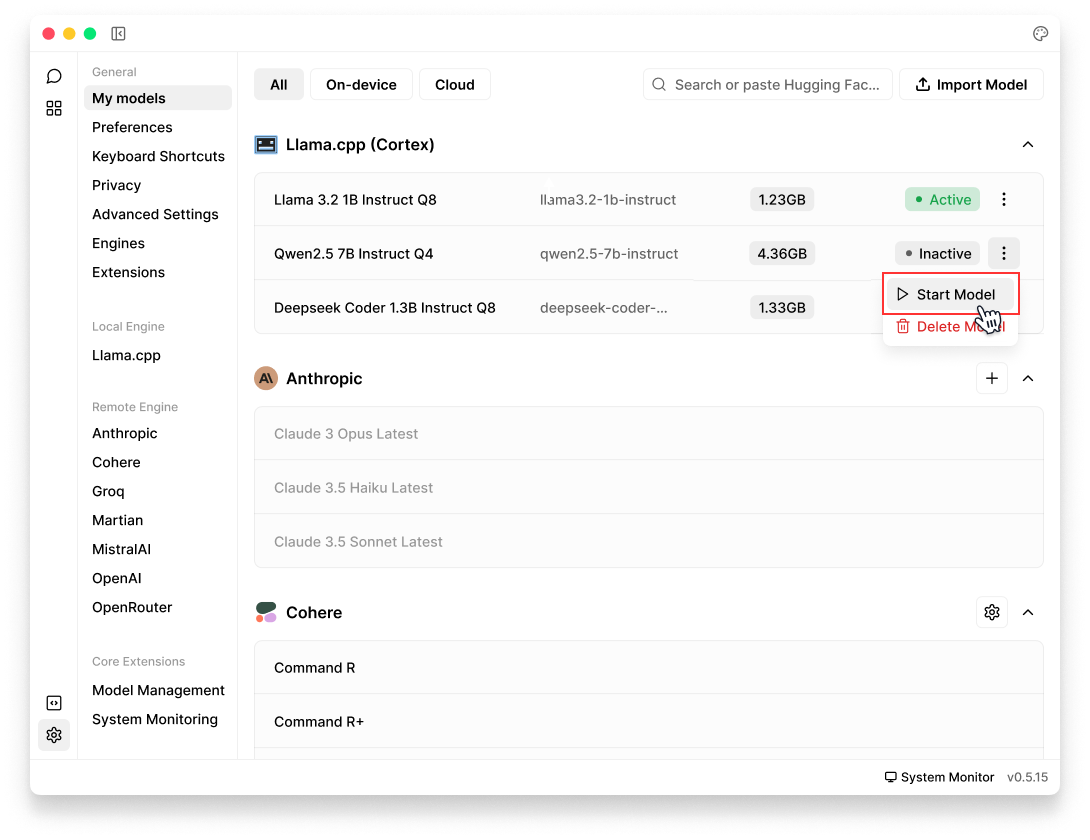 General
My models
Preferences
Keyboard Shortcuts
Privacy
Advanced Settings
Engines
Extensions
Local Engine
Llama.cpp
Remote Engine
Anthropic
Cohere
Groq
Martian
MistralAI
OpenAI
OpenRouter
Core Extensions
Model Management
System Monitoring
All On-device Cloud Search or paste Hugging Fac... Import Model
Llama.cpp (Cortex)
Llama 3.2 1B Instruct Q8 llama3.2-1b-instruct 1.23GB Active
Qwen2.5 7B Instruct Q4 qwen2.5-7b-instruct 4.36GB Inactive
Start Model
Deepseek Coder 1.3B Instruct Q8 deepseek-coder-... 1.33GB
Delete Model
Anthropic
Claude 3 Opus Latest
Claude 3.5 Haiku Latest
Claude 3.5 Sonnet Latest
Cohere
Command R
Command R+
System Monitor v0.5.15